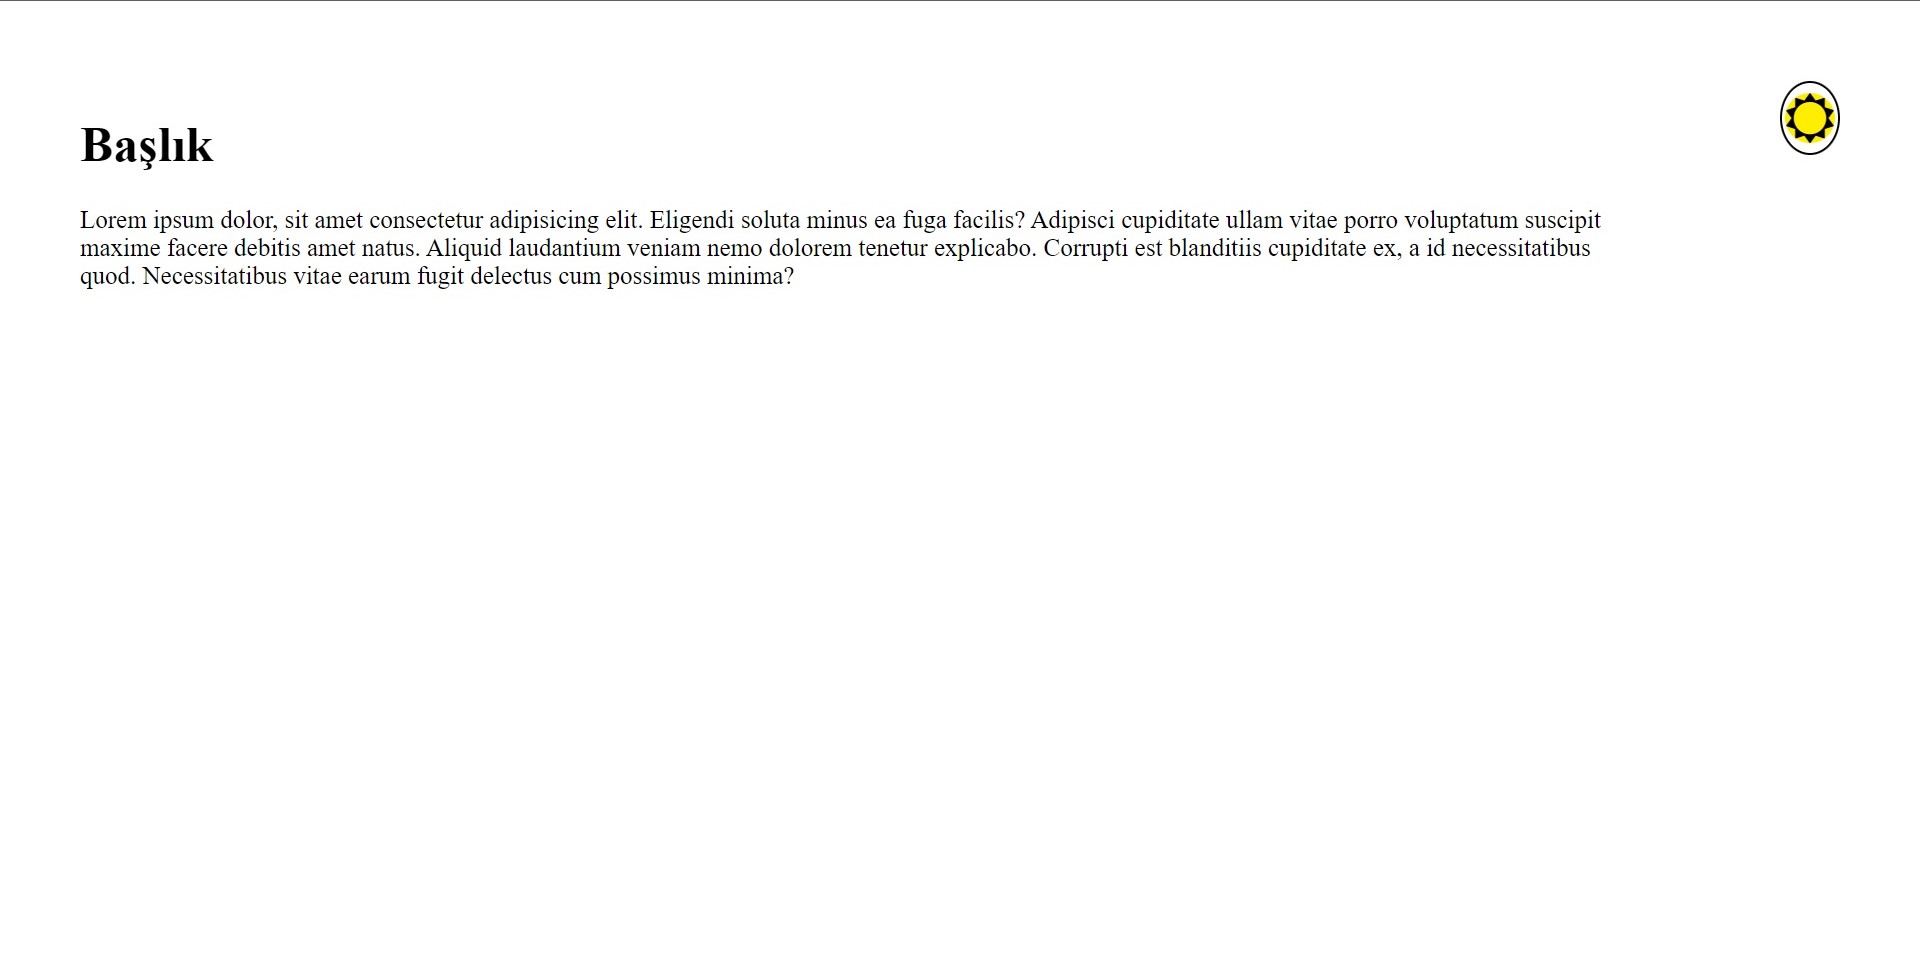 Başlık
Lorem ipsum dolor, sit amet consectetur adipisicing elit. Eligendi soluta minus ea fuga facilis? Adipisci cupiditate ullam vitae porro voluptatum suscipit
maxime facere debitis amet natus. Aliquid laudantium veniam nemo dolorem tenetur explicabo. Corrupti est blanditiis cupiditate ex, a id necessitatibus
quod. Necessitatibus vitae earum fugit delectus cum possimus minima?